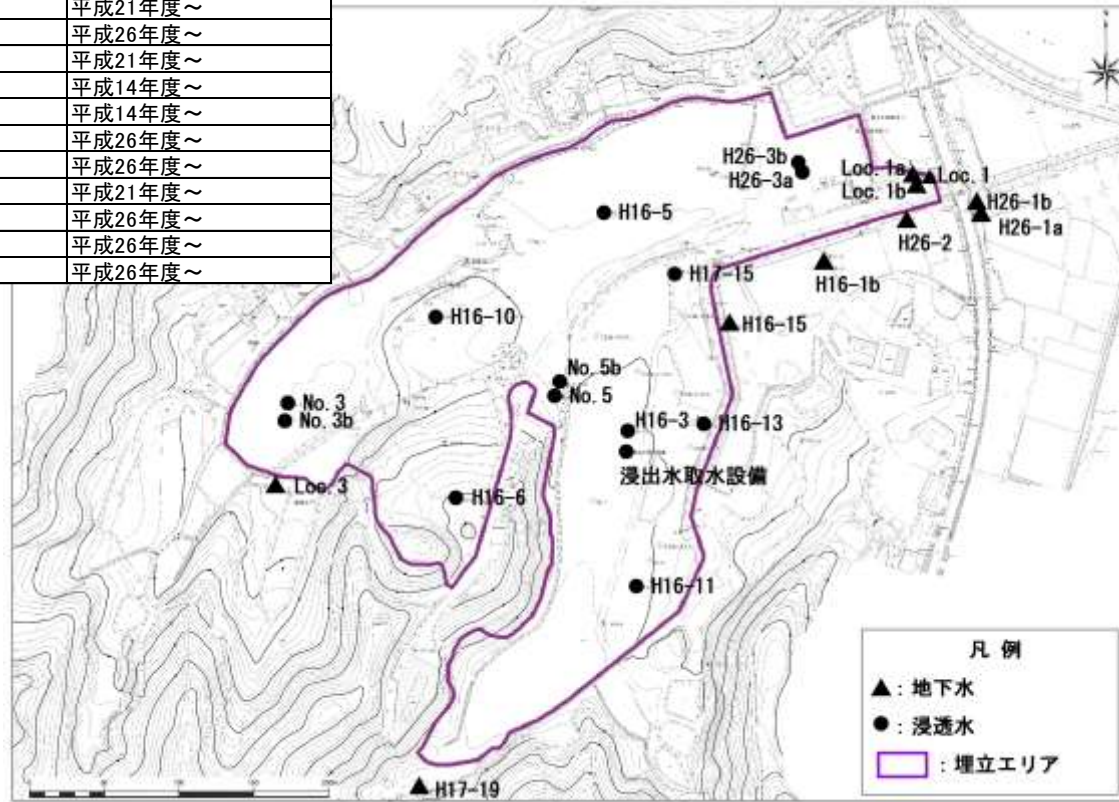 平成21年度～
平成26年度～
平成21年度～
平成14年度～
平成14年度～
平成26年度～
平成26年度～
平成21年度～
平成26年度～
平成26年度～
平成26年度～
H26-3b
H26-3a
Loc. 1a
Loc. 1
Loc. 1b
H26-1b
H26-1a
H26-2
H16-5
H16-1b
H17-15
H16-10
H16-15
No. 5b
No. 5
No. 3
No. 3b
H16-3
H16-13
浸出水取水設備
Loc. 3
H16-6
H16-11
H17-19
凡 例
▲：地下水
●：浸透水
：埋立エリア